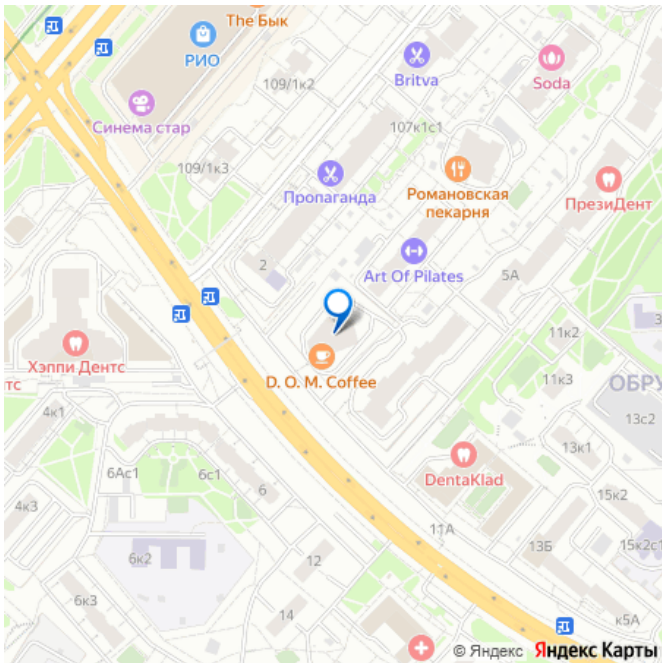 The Бык
РИО
109/1к2
Britva
Soda
Синема стар
107к1с1
109/1к3
Пропаганда
Романовская
пекарня
ПрезиДент
2
Art Of Pilates
5А
Хэппи Дентс
тс
D. O. M. Coffee
11к2
11к3
ОБРУ
3
4к1
13с2
6Ас1
6с1
6
DentaKlad
13к1
15к2
4к3
11А
13Б
15к2с1
6к2
12
6к3
14
к5А
© Яндекс Яндекс Карты